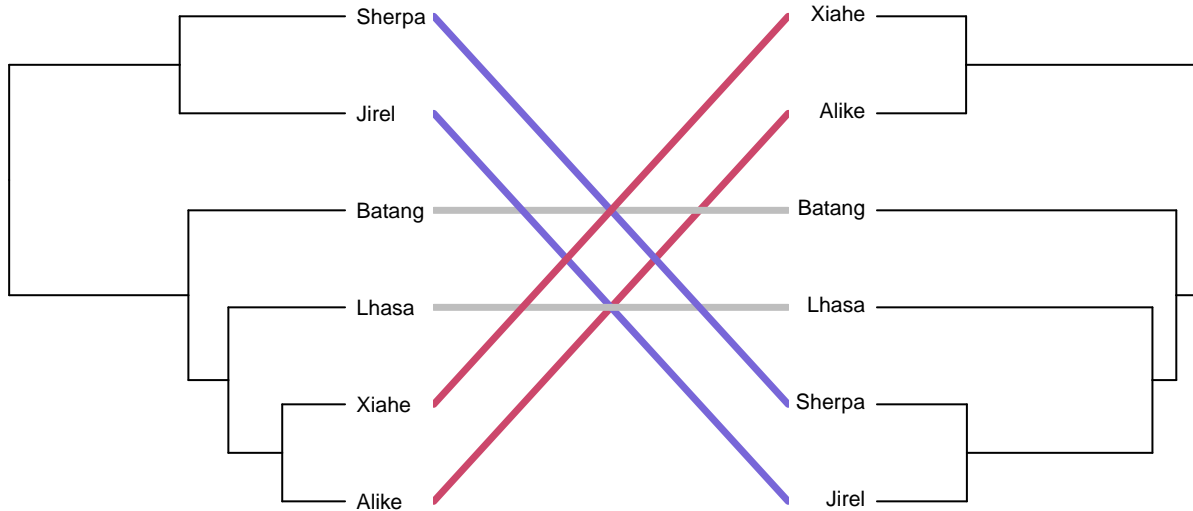 Sherpa
Jirel
Batang
Lhasa
Xiahe
Alike
Xiahe
Alike
Batang
Lhasa
Sherpa
Jirel